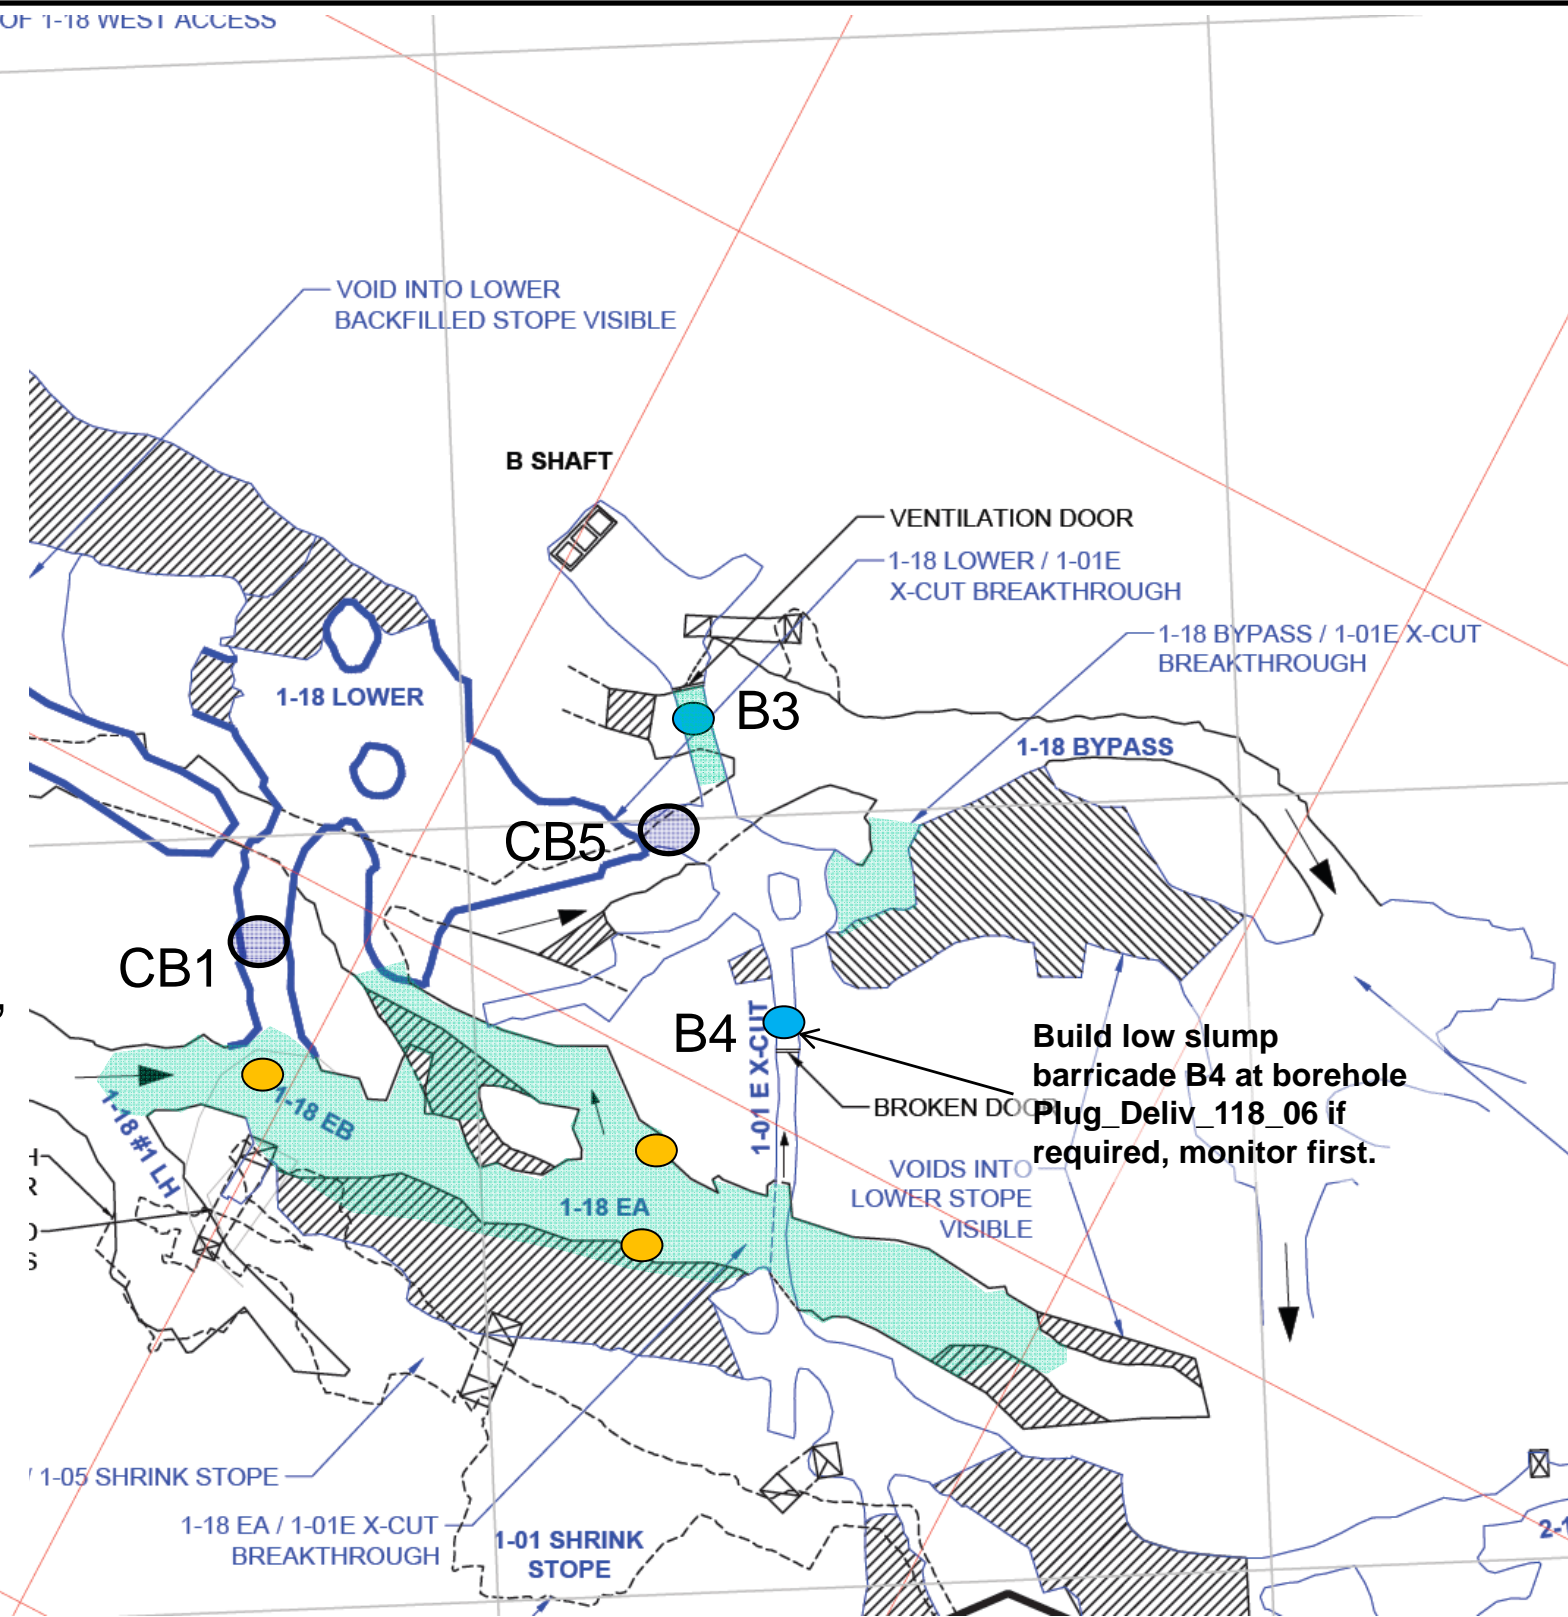 OF 1-18 WEST ACCESS
VOID INTO LOWER
BACKFILLED STOPE VISIBLE
B SHAFT
VENTILATION DOOR
1-18 LOWER / 1-01E
X-CUT BREAKTHROUGH
1-18 BYPASS / 1-01E X-CUT
BREAKTHROUGH
1-18 LOWER
B3
1-18 BYPASS
CB5
CB1
,
B4
1-01 E X-CUT
Build low slump
barricade B4 at borehole
Plug_Deliv_118_06 if
required, monitor first.
BROKEN DOOR
1-18 EB
1-18 #1 LH
H
R
D
S
VOIDS INTO
LOWER STOPE
VISIBLE
1-18 EA
/ 1-05 SHRINK STOPE
1-18 EA / 1-01E X-CUT
BREAKTHROUGH
1-01 SHRINK
STOPE
2-1